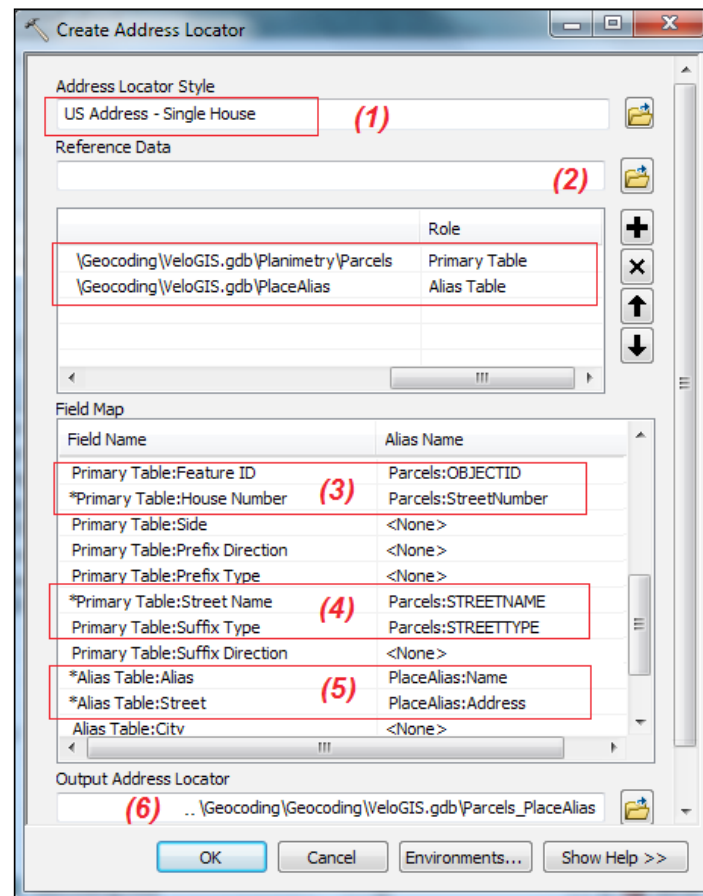 Create Address Locator
Address Locator Style
US Address - Single House (1)
Reference Data
(2)
Role
\Geocoding\VeloGIS.gdb\Planimetry\Parcels Primary Table
\Geocoding\VeloGIS.gdb\PlaceAlias Alias Table
Field Map
Field Name Alias Name
Primary Table:Feature ID Parcels:OBJECTID
*Primary Table:House Number (3) Parcels:StreetNumber
Primary Table:Side <None>
Primary Table:Prefix Direction <None>
Primary Table:Prefix Type <None>
*Primary Table:Street Name (4) Parcels:STREETNAME
Primary Table:Suffix Type Parcels:STREETTYPE
Primary Table:Suffix Direction <None>
*Alias Table:Alias (5) PlaceAlias:Name
*Alias Table:Street PlaceAlias:Address
Alias Table:City <None>
Output Address Locator
(6) .. \Geocoding\Geocoding\VeloGIS.gdb\Parcels_PlaceAlias
OK Cancel Environments... Show Help >>